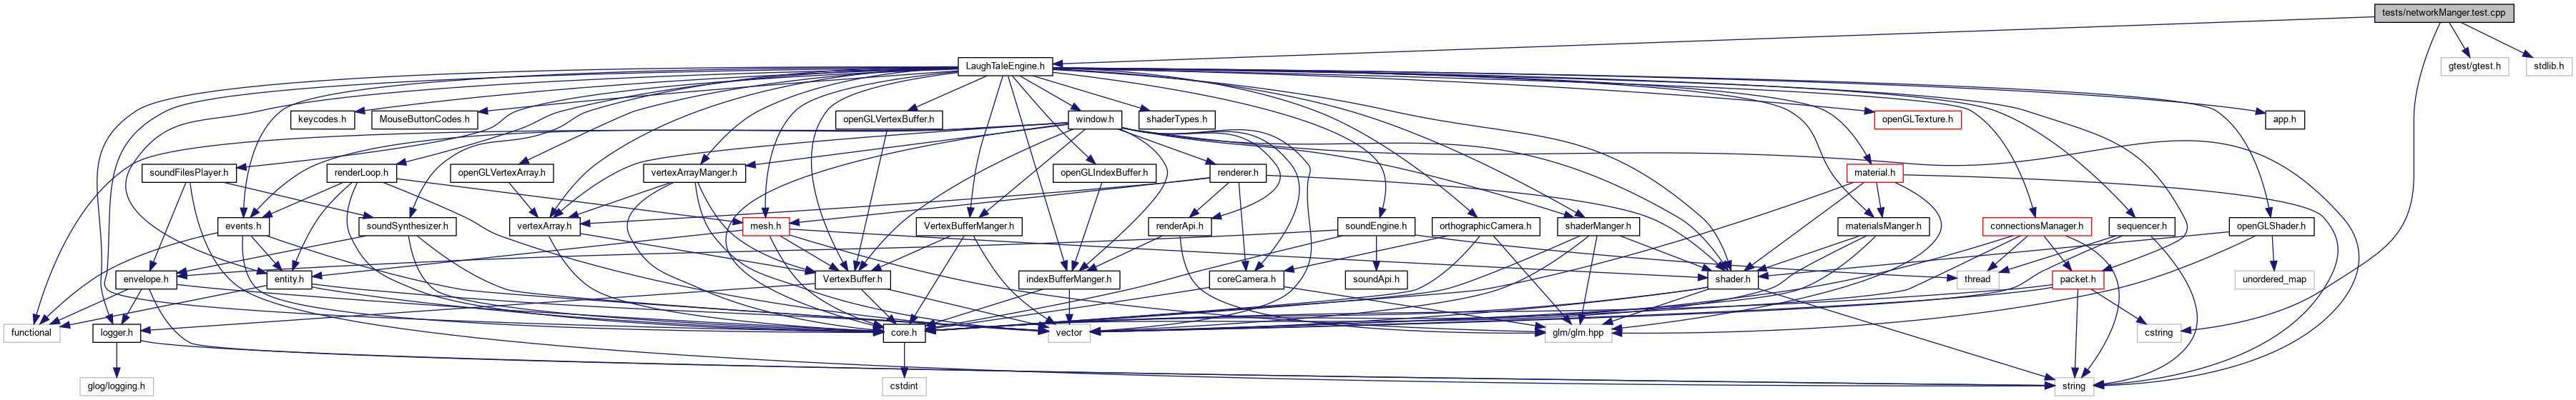 tests/networkManger.test.cpp
LaughTaleEngine.h
gtest/gtest.h
stdlib.h
keycodes.h
MouseButtonCodes.h
openGLVertexBuffer.h
window.h
shaderTypes.h
openGLTexture.h
app.h
soundFilesPlayer.h
renderLoop.h
openGLVertexArray.h
vertexArrayManger.h
openGLIndexBuffer.h
renderer.h
material.h
events.h
soundSynthesizer.h
vertexArray.h
mesh.h
VertexBufferManger.h
renderApi.h
soundEngine.h
orthographicCamera.h
shaderManger.h
materialsManger.h
connectionsManager.h
sequencer.h
openGLShader.h
envelope.h
entity.h
VertexBuffer.h
indexBufferManger.h
coreCamera.h
soundApi.h
shader.h
thread
packet.h
unordered_map
functional
logger.h
core.h
vector
glm/glm.hpp
cstring
glog/logging.h
cstdint
string